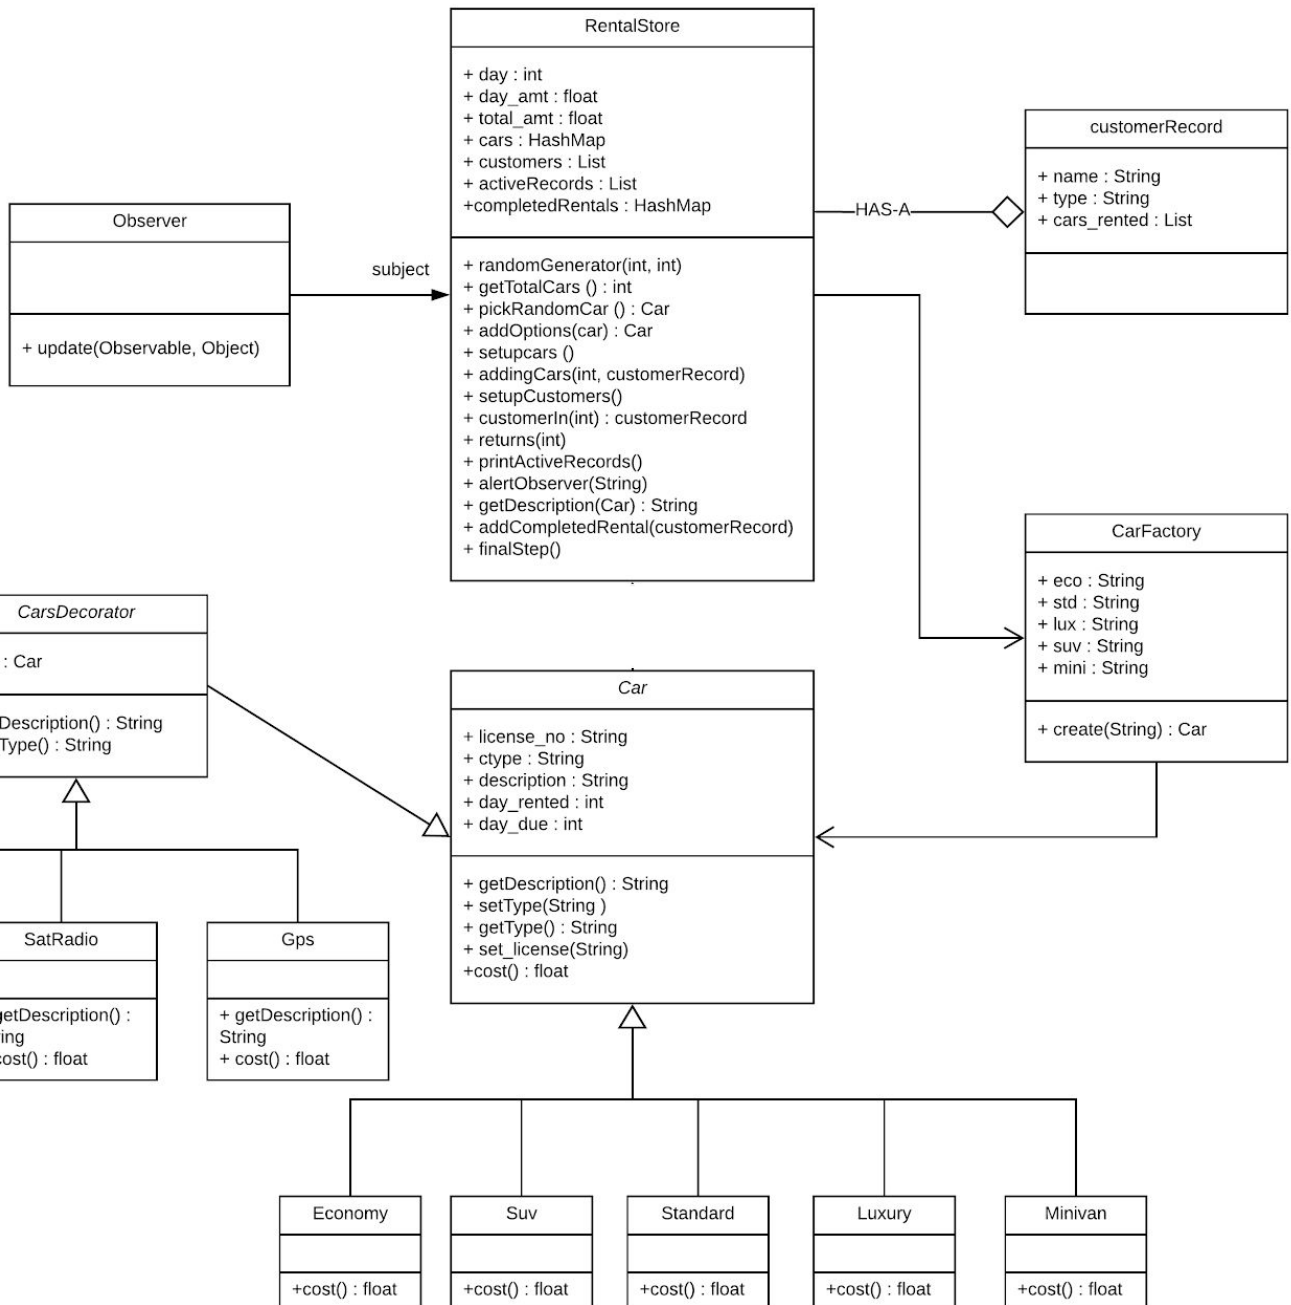 RentalStore
+ day : int
+ day_amt : float
+ total_amt : float
+ cars : HashMap
+ customers : List
+ activeRecords : List
+completedRentals : HashMap
+ randomGenerator(int, int)
+ getTotalCars () : int
+ pickRandomCar () : Car
+ addOptions(car) : Car
+ setupcars ()
+ addingCars(int, customerRecord)
+ setupCustomers()
+ customerIn(int) : customerRecord
+ returns(int)
+ printActiveRecords()
+ alertObserver(String)
+ getDescription(Car) : String
+ addCompletedRental(customerRecord)
+ finalStep()
customerRecord
+ name : String
+ type : String
+ cars_rented : List
HAS-A
Observer
+ update(Observable, Object)
subject
CarFactory
+ eco : String
+ std : String
+ lux : String
+ suv : String
+ mini : String
+ create(String) : Car
CarsDecorator
: Car
Description() : String
Type() : String
Car
+ license_no : String
+ ctype : String
+ description : String
+ day_rented : int
+ day_due : int
+ getDescription() : String
+ setType(String )
+ getType() : String
+ set_license(String)
+cost() : float
SatRadio
getDescription() :
ing
cost() : float
Gps
+ getDescription() :
String
+ cost() : float
Economy
+cost() : float
Suv
+cost() : float
Standard
+cost() : float
Luxury
+cost() : float
Minivan
+cost() : float